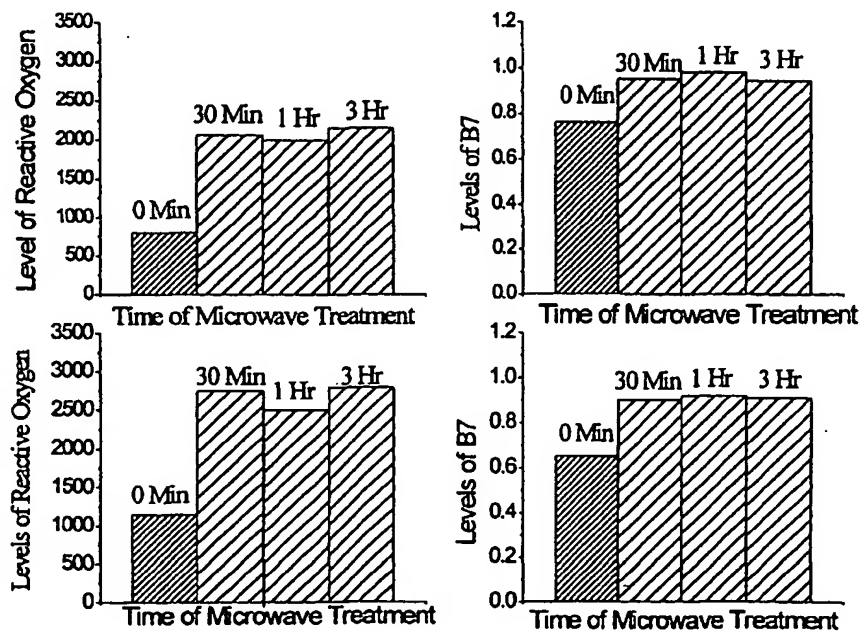 Level of Reactive Oxygen
3500
3000
2500
2000
1500
1000
500
0
0 Min
30 Min
1 Hr
3 Hr
Time of Microwave Treatment
Levels of B7
1.2
1.0
0.8
0.6
0.4
0.2
0.0
0 Min
30 Min
1 Hr
3 Hr
Time of Microwave Treatment
Levels of Reactive Oxygen
3500
3000
2500
2000
1500
1000
500
0
0 Min
30 Min
1 Hr
3 Hr
Time of Microwave Treatment
Levels of B7
1.2
1.0
0.8
0.6
0.4
0.2
0.0
0 Min
30 Min
1 Hr
3 Hr
Time of Microwave Treatment